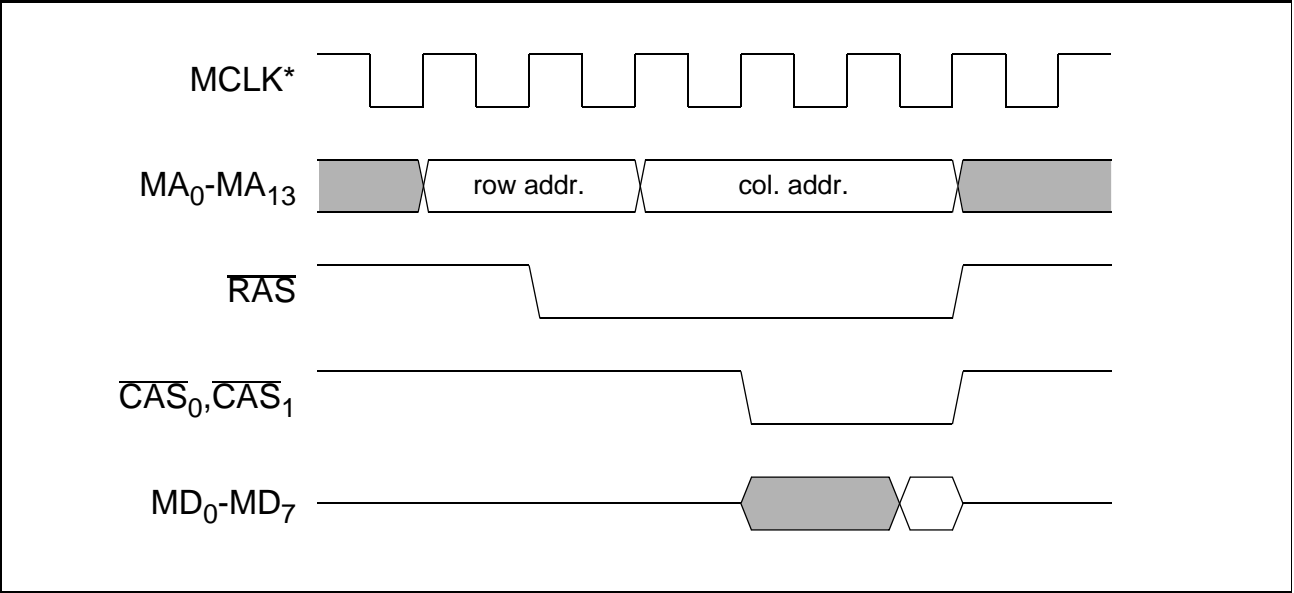 MCLK*
MA0-MA13
row addr.
col. addr.
RAS
CAS0,CAS1
MD0-MD7